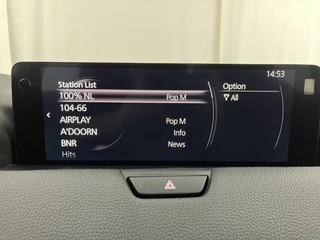 14:53
Station List
100% NL Pop M
104-66
AIRPLAY Pop M
A'DOORN Info
BNR News
Hits
Option
All